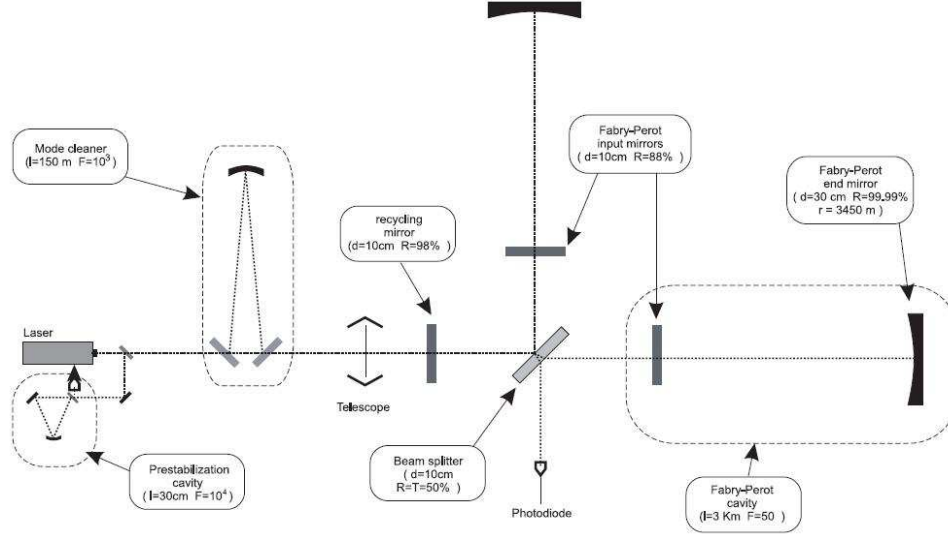 Mode cleaner
(l=150 m  F=10³)
Fabry-Perot
input mirrors
(d=10cm  R=88%)
Fabry-Perot
end mirror
(d=30 cm  R=99.99%
r = 3450 m)
recycling
mirror
(d=10cm  R=98%)
Laser
Telescope
Prestabilization
cavity
(l=30cm  F=10⁴)
Beam splitter
(d=10cm
R=T=50%)
Photodiode
Fabry-Perot
cavity
(l=3 Km  F=50)